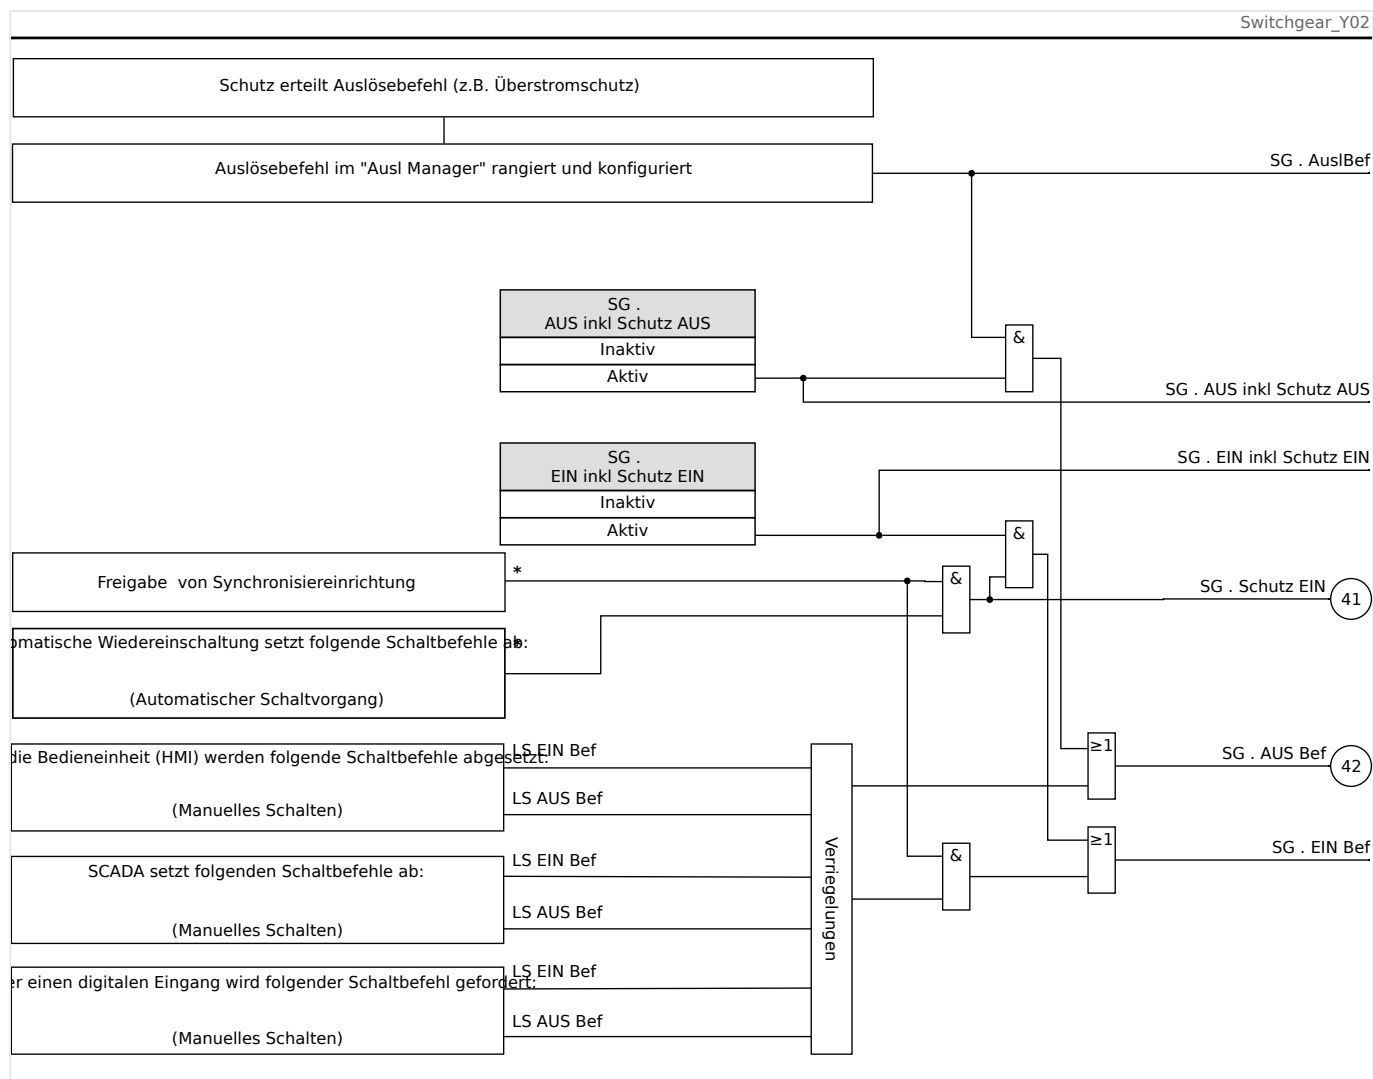 Switchgear_Y02
Schutz erteilt Auslösebefehl (z.B. Überstromschutz)
Auslösebefehl im "Ausl Manager" rangiert und konfiguriert
SG . AuslBef
SG .
AUS inkl Schutz AUS
Inaktiv
Aktiv
&
SG . AUS inkl Schutz AUS
SG .
EIN inkl Schutz EIN
Inaktiv
Aktiv
SG . EIN inkl Schutz EIN
&
Freigabe  von Synchronisiereinrichtung
*
&
SG . Schutz EIN
41
omatische Wiedereinschaltung setzt folgende Schaltbefehle ab:
*
(Automatischer Schaltvorgang)
die Bedieneinheit (HMI) werden folgende Schaltbefehle abgesetzt:
(Manuelles Schalten)
LS EIN Bef
LS AUS Bef
≥1
SG . AUS Bef
42
SCADA setzt folgenden Schaltbefehle ab:
(Manuelles Schalten)
LS EIN Bef
LS AUS Bef
Verriegelungen
&
≥1
SG . EIN Bef
er einen digitalen Eingang wird folgender Schaltbefehl gefordert:
(Manuelles Schalten)
LS EIN Bef
LS AUS Bef